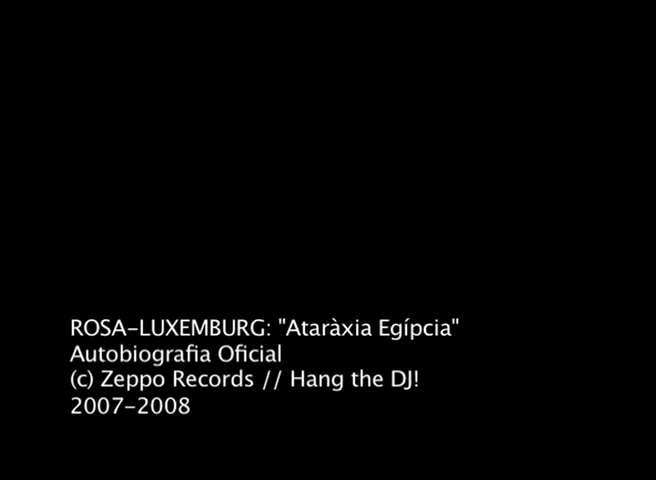 ROSA-LUXEMBURG: "Ataràxia Egípcia"
Autobiografia Oficial
(c) Zeppo Records // Hang the DJ!
2007-2008